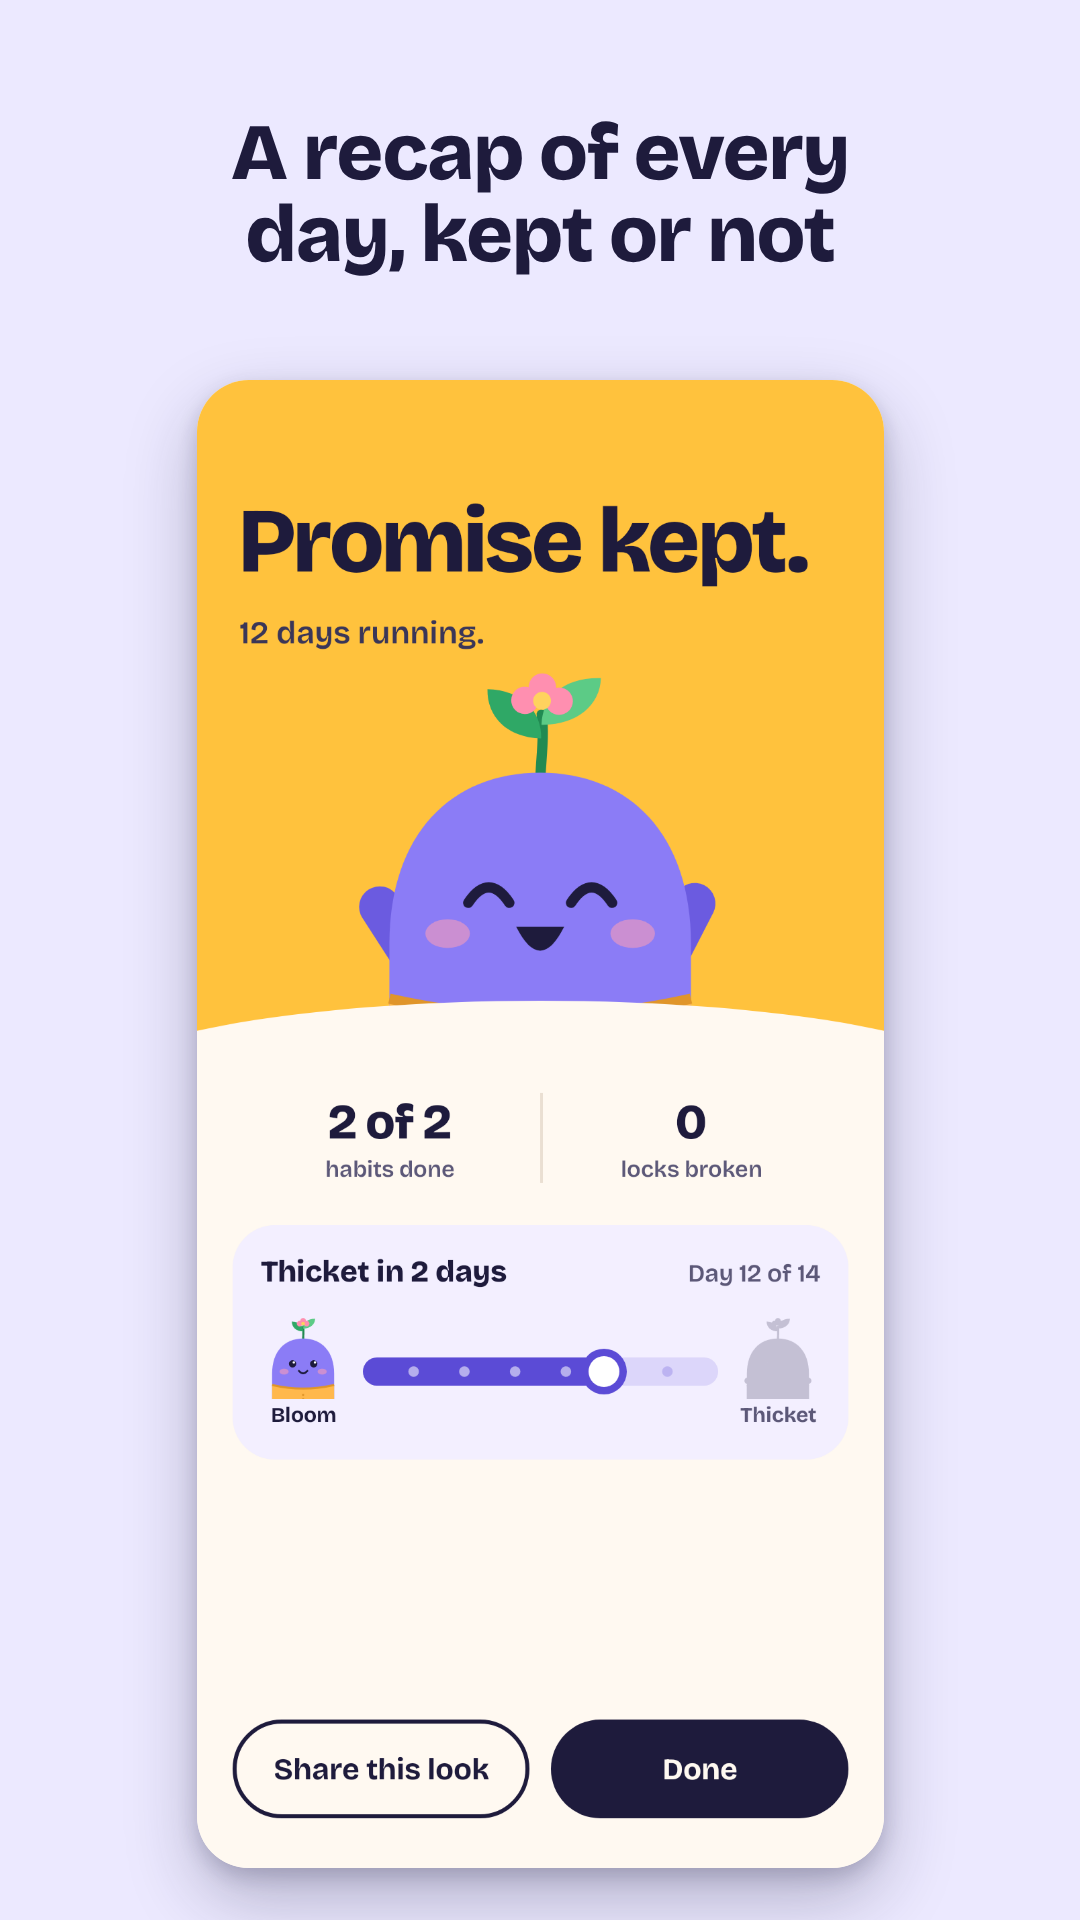 A recap of every
day, kept or not
Promise kept.
12 days running.
2 of 2
habits done
0
locks broken
Thicket in 2 days
Day 12 of 14
Bloom
Thicket
Share this look
Done